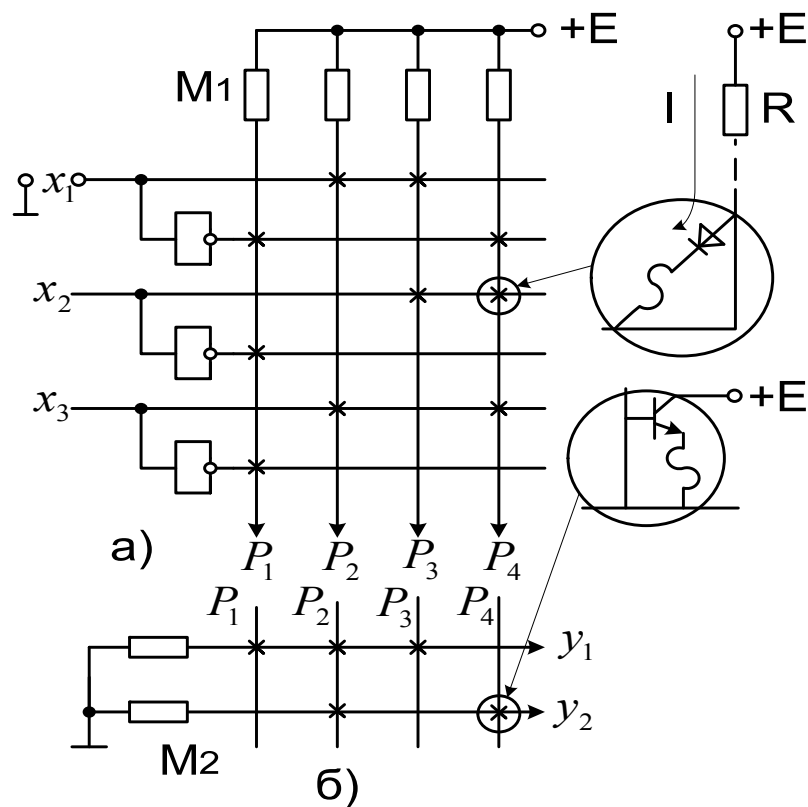 +E
+E
M1
I
R
x1
x2
x3
+E
а)
P1
P2
P3
P4
P1
P2
P3
P4
y1
y2
M2
б)